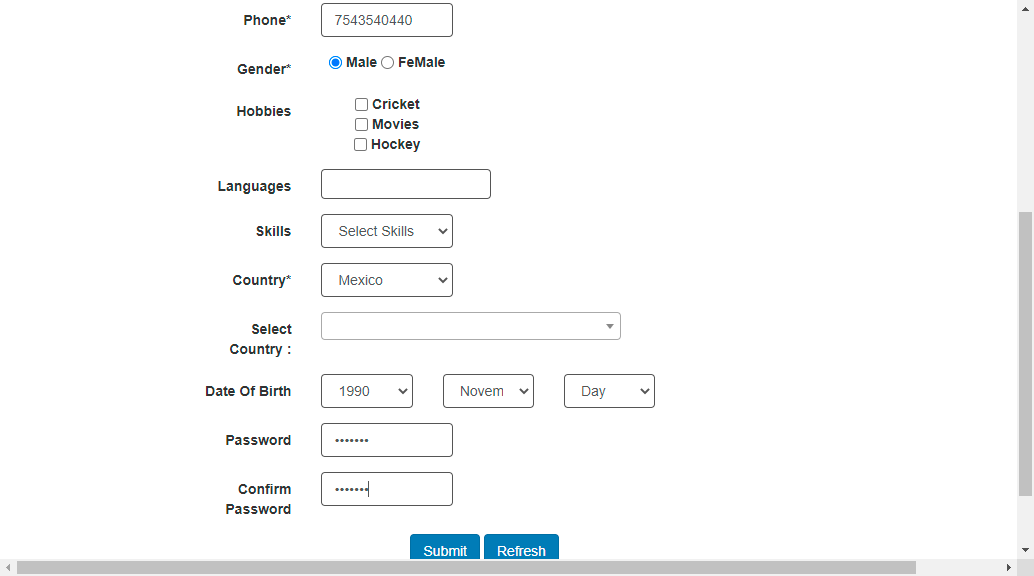 Phone* 7543540440
Gender* Male FeMale
Hobbies Cricket
Movies
Hockey
Languages
Skills Select Skills
Country* Mexico
Select
Country :
Date Of Birth 1990 Novem Day
Password •••••••
Confirm •••••••
Password
Submit Refresh